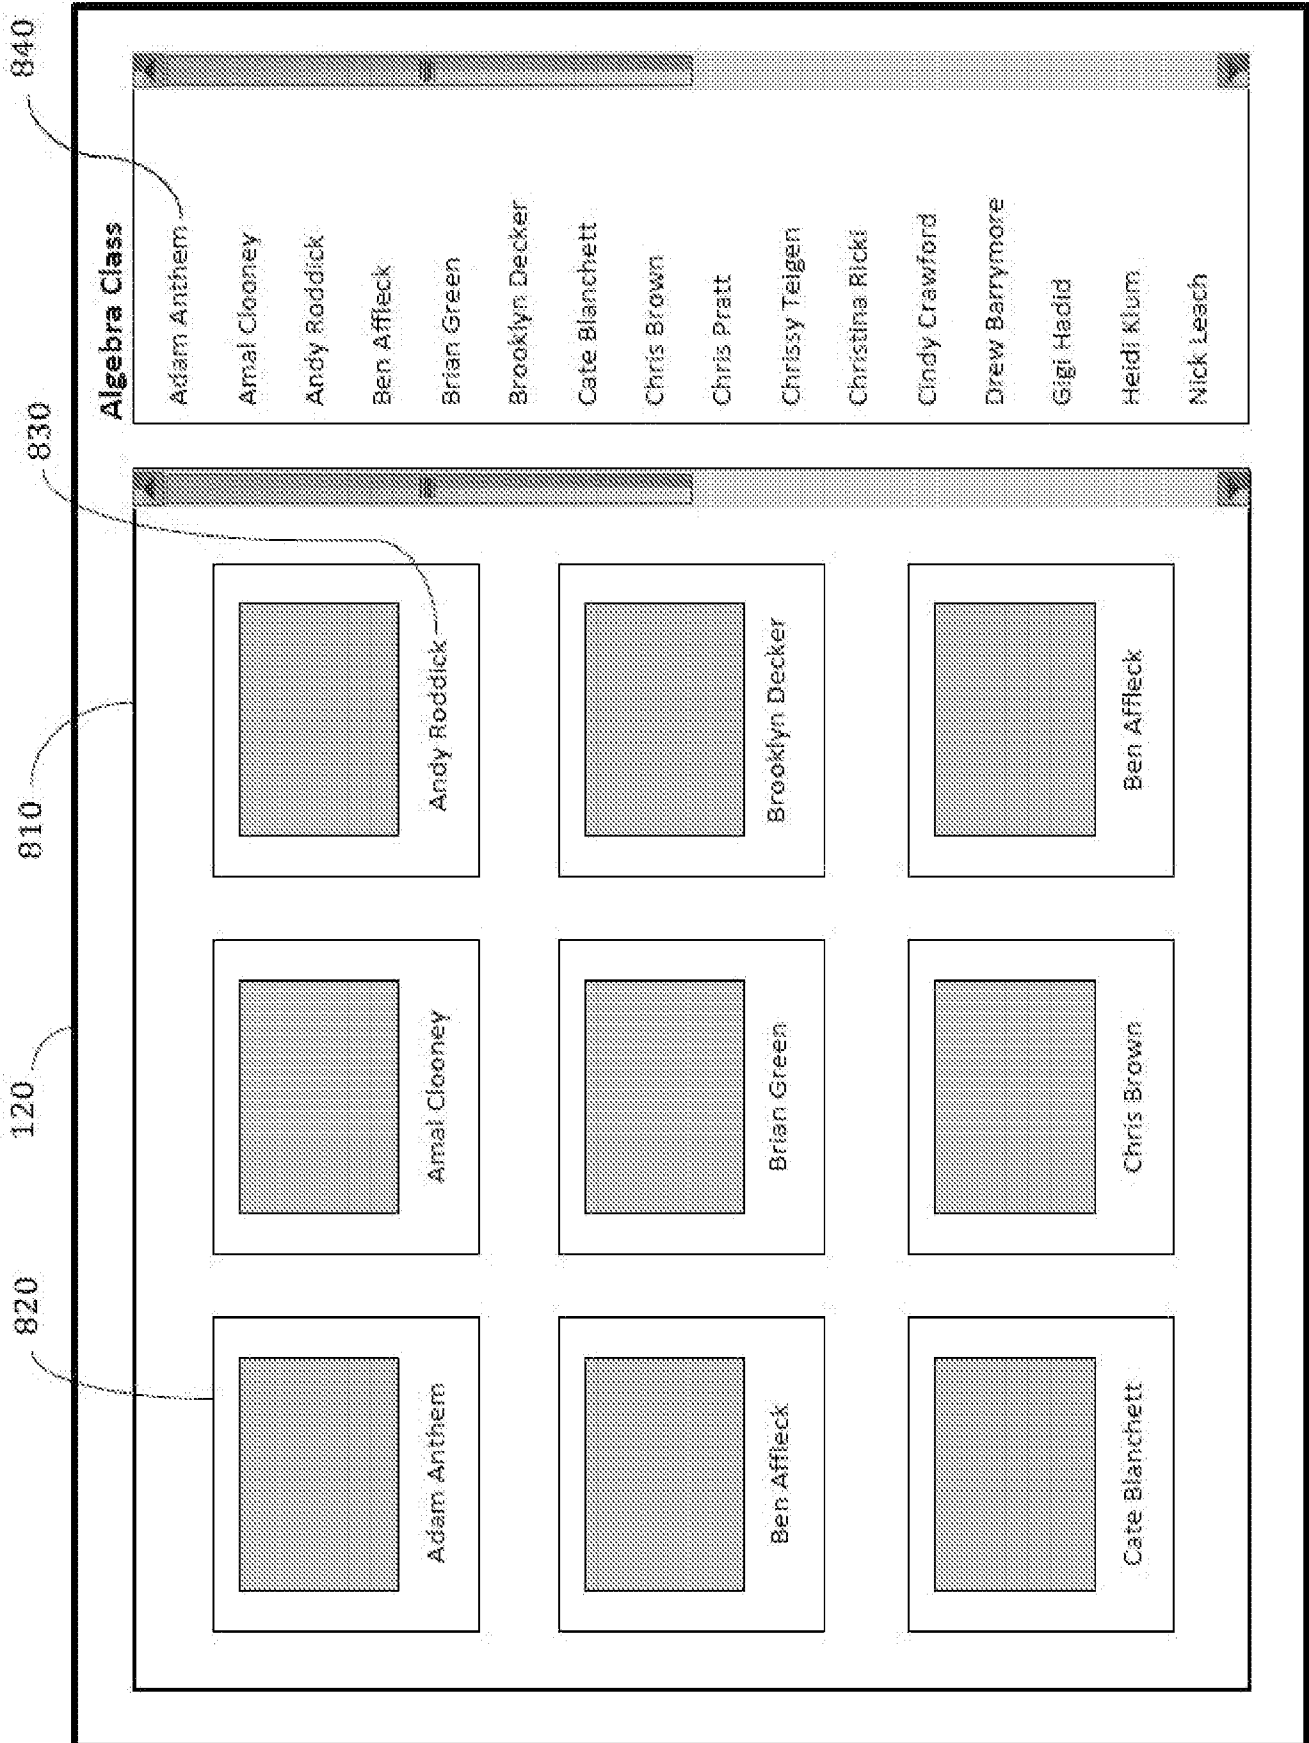 820
120
810
830
840
Algebra Class
Adam Anthem
Amal Clooney
Andy Roddick
Ben Affleck
Brian Green
Brooklyn Decker
Cate Blanchett
Chris Brown
Ben Affleck
Adam Anthem
Amal Clooney
Andy Roddick
Ben Affleck
Brian Green
Brooklyn Decker
Cate Blanchett
Chris Brown
Chris Pratt
Chrissy Teigen
Christina Ricki
Cindy Crawford
Drew Barrymore
Gigi Hadid
Heidi Klum
Nick Leach